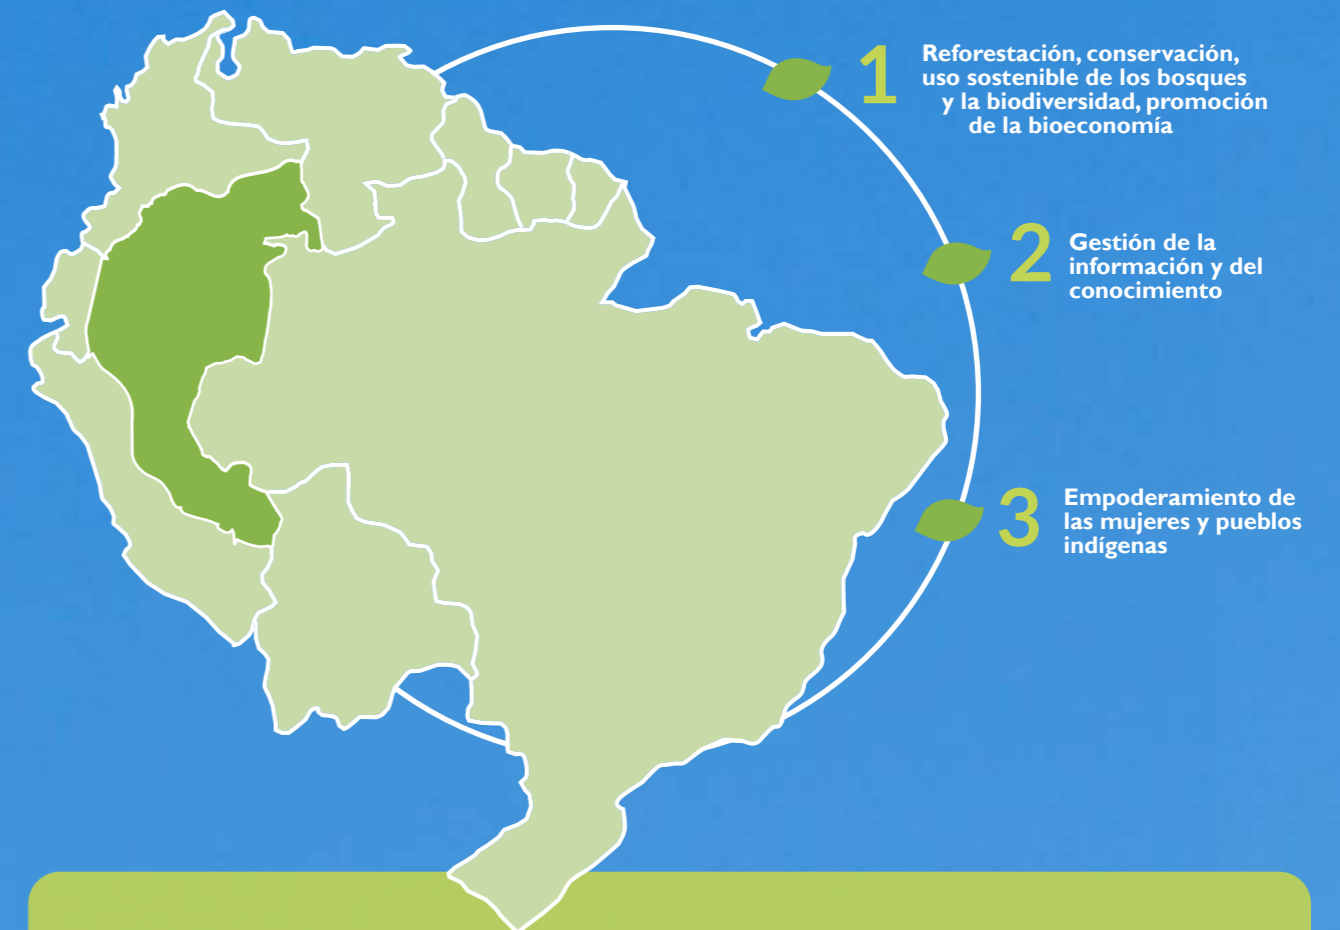 1
Reforestación, conservación,
uso sostenible de los bosques
y la biodiversidad, promoción
de la bioeconomía
2
Gestión de la
información y del
conocimiento
3
Empoderamiento de
las mujeres y pueblos
indígenas